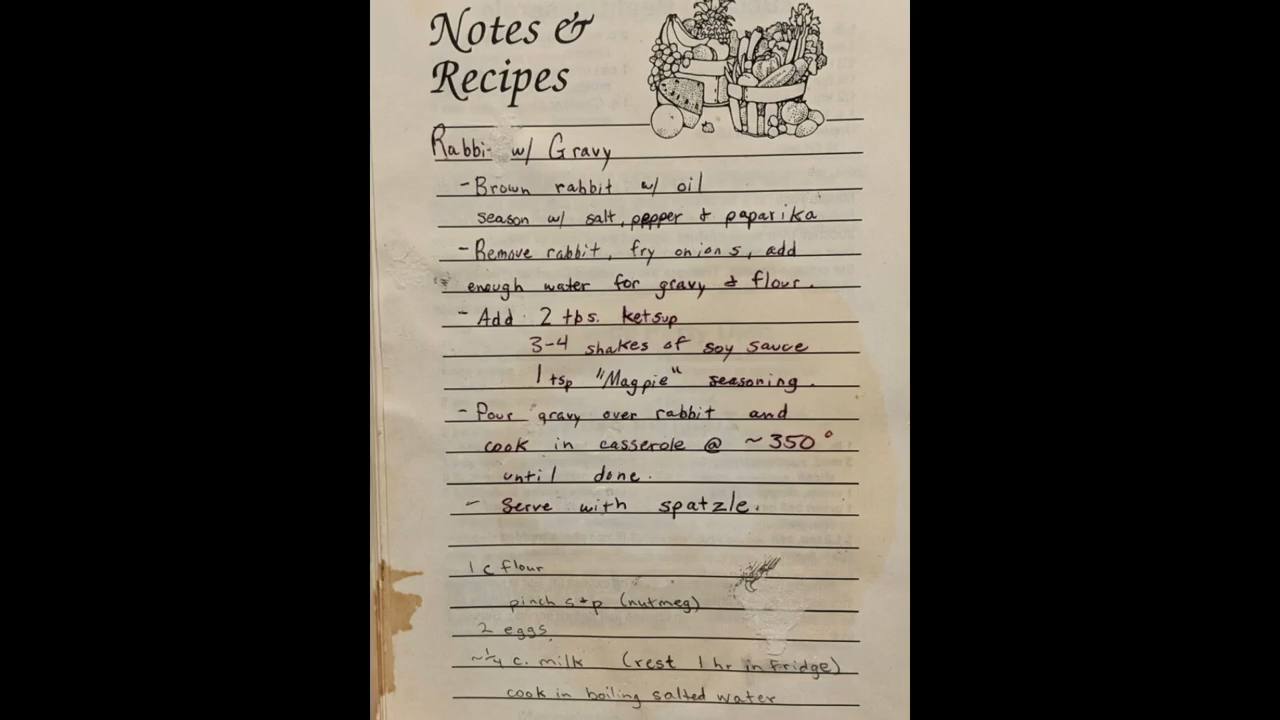 Notes &
Recipes
Rabbi w/ Gravy
- Brown rabbit w/ oil
season w/ salt, pepper & paparika
- Remove rabbit, fry onions, add
enough water for gravy & flour.
- Add 2 tbs. ketsup
3-4 shakes of soy sauce
1 tsp "Magpie" seasoning.
- Pour gravy over rabbit and
cook in casserole @ ~350°
until done.
- Serve with spatzle.
1 c flour
pinch s+p (nutmeg)
2 eggs
~1/4 c. milk (rest 1 hr in fridge)
cook in boiling salted water